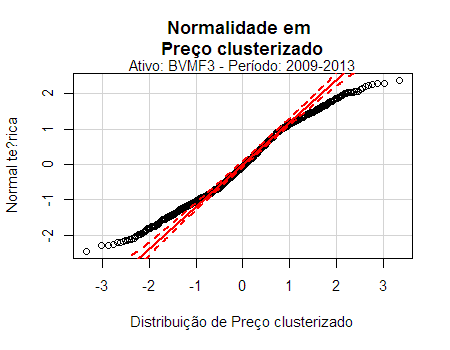 Normalidade em
Preço clusterizado
Ativo: BVMF3 - Período: 2009-2013
Normal te?rica
2
1
0
-1
-2
-3 -2 -1 0 1 2 3
Distribuição de Preço clusterizado